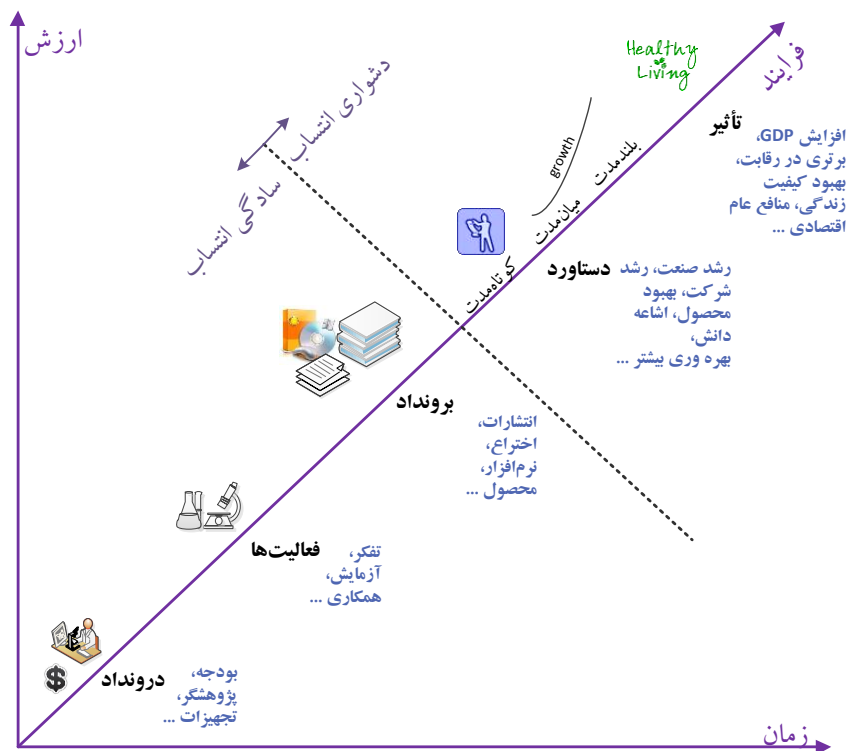 ارزش
Healthy
Living
فرایند
دشواری انتساب
سادگی انتساب
growth
تأثیر
افزایش GDP،
برتری در رقابت،
بهبود کیفیت
زندگی، منافع عام
اقتصادی ...
بلندمدت
میان‌مدت
کوتاه‌مدت
دستاورد
رشد صنعت، رشد
شرکت، بهبود
محصول، اشاعه
دانش،
بهره وری بیشتر ...
برونداد
انتشارات،
اختراع،
نرم‌افزار،
محصول ...
فعالیت‌ها
تفکر،
آزمایش،
همکاری ...
$
درونداد
بودجه،
پژوهشگر،
تجهیزات ...
زمان